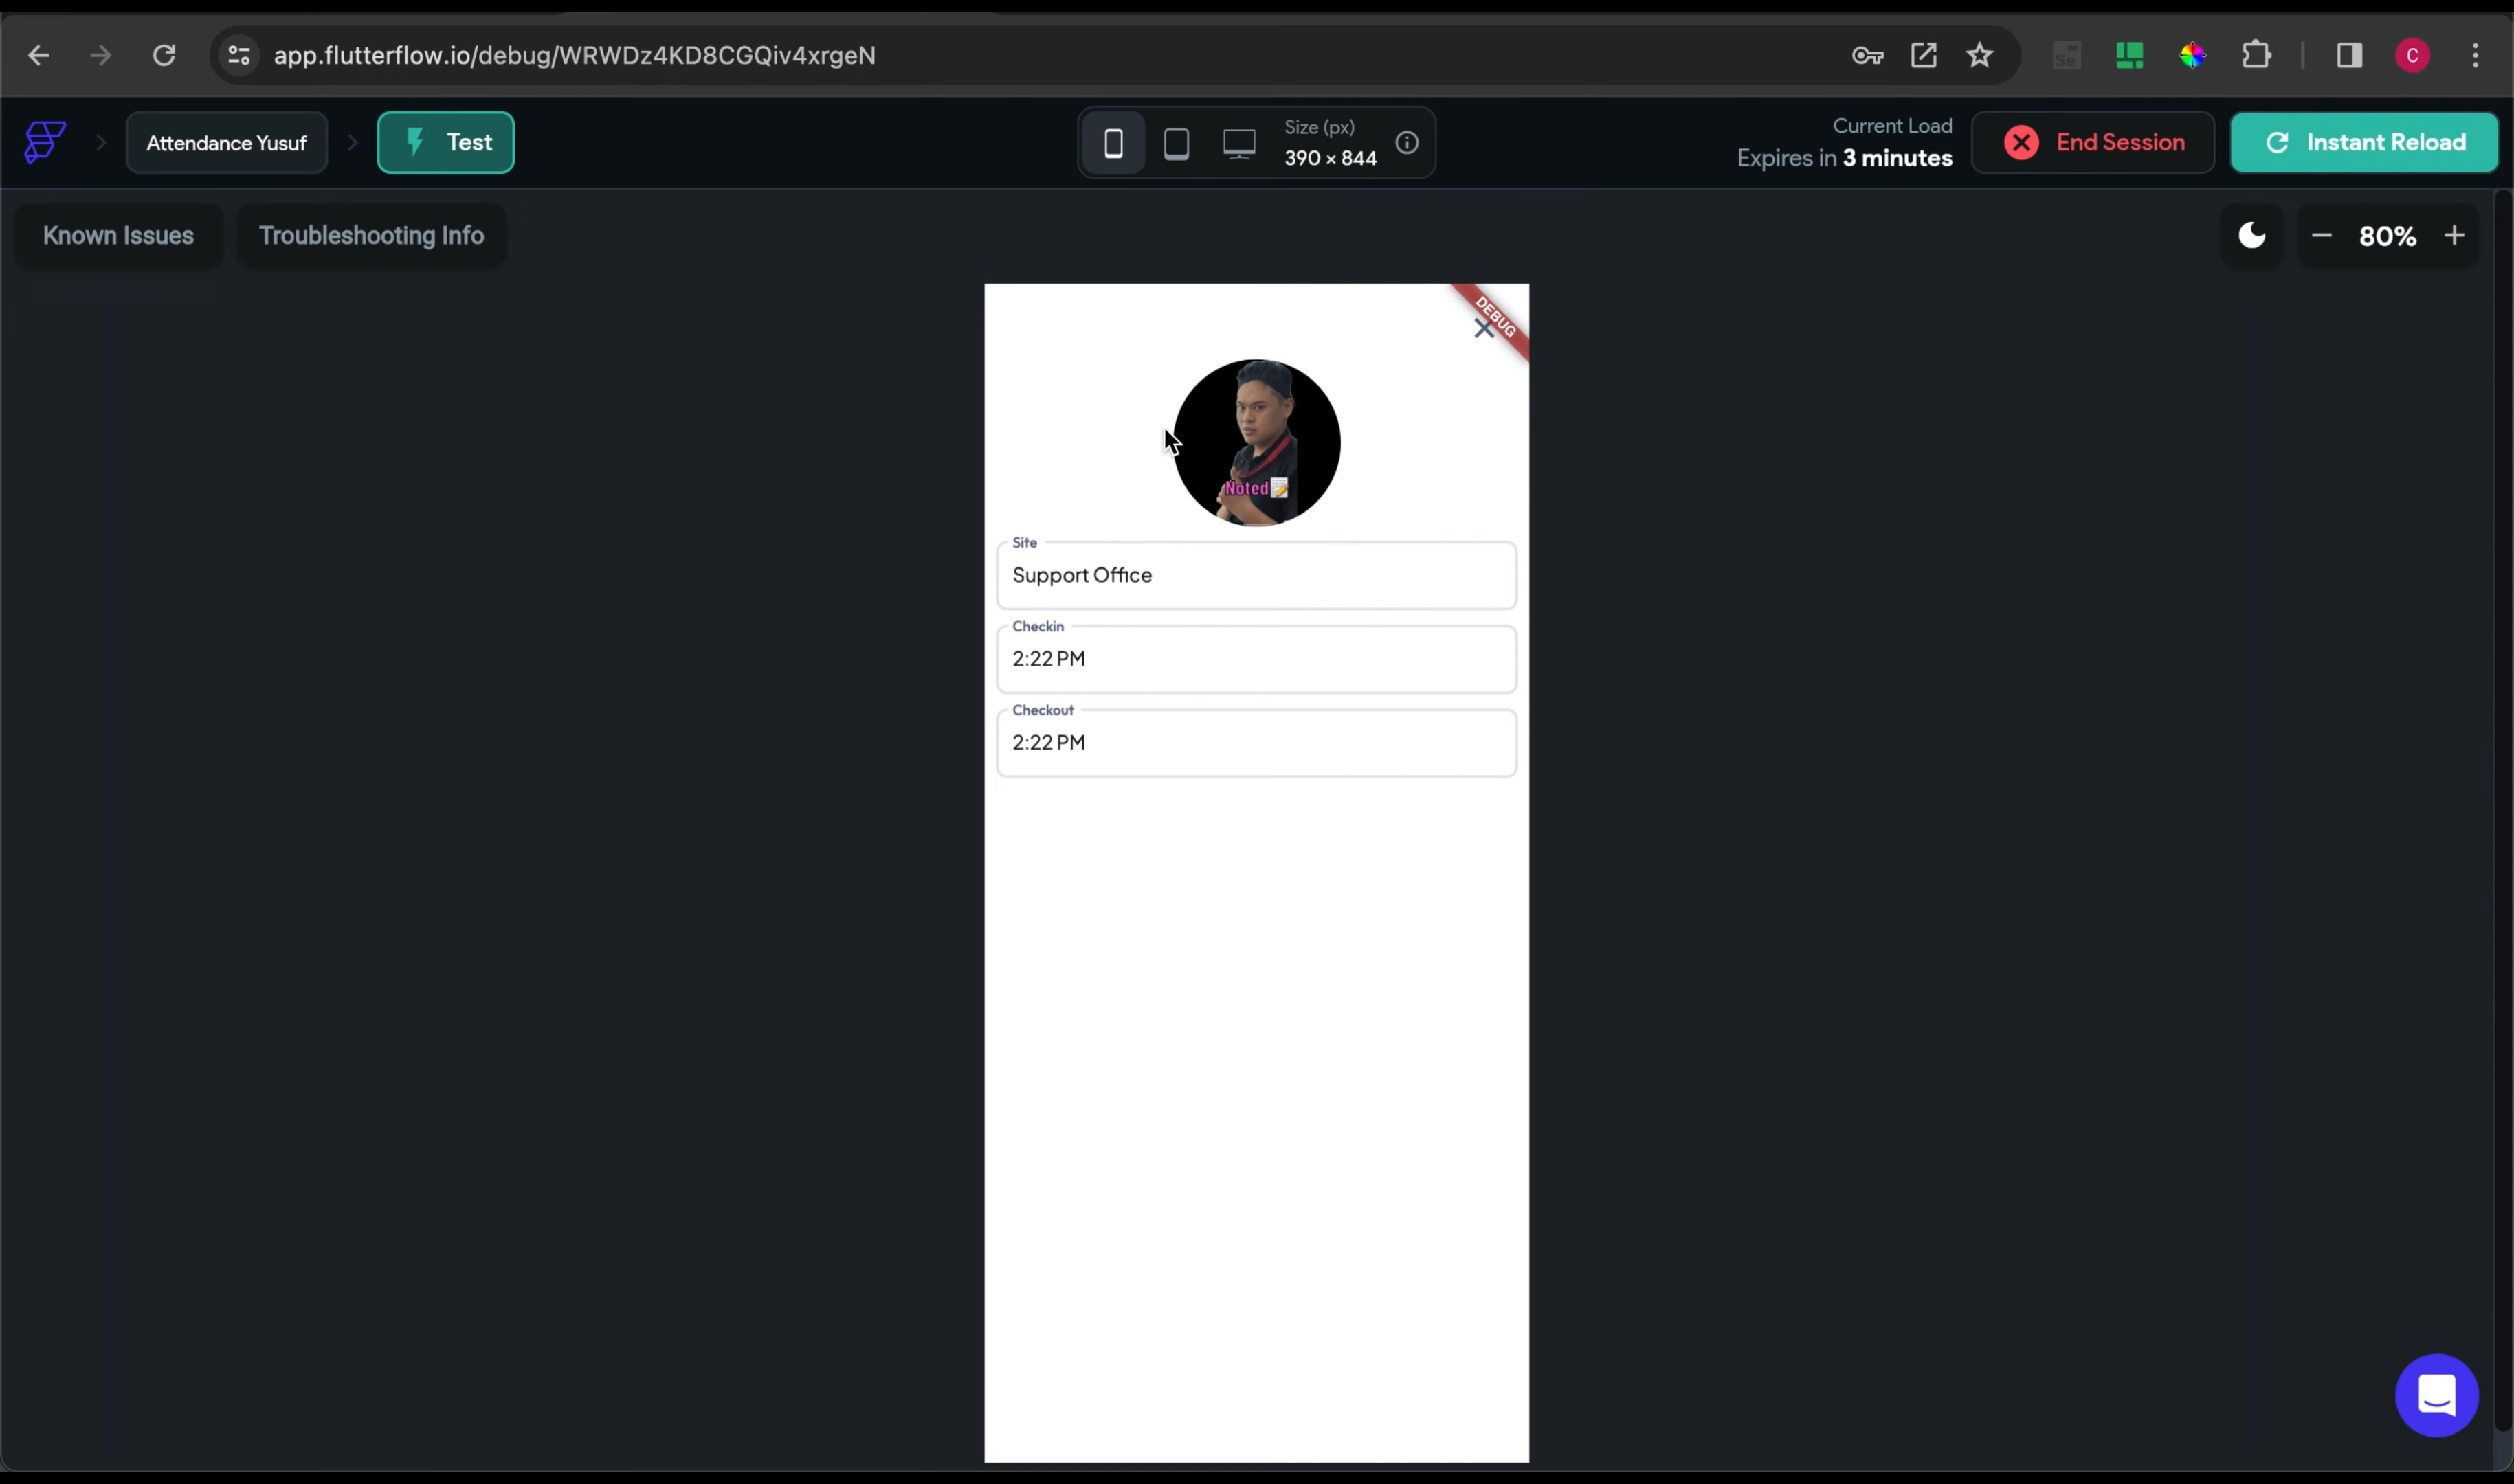 app.flutterflow.io/debug/WRWDz4KD8CGQiv4xrgeN
C
Attendance Yusuf
Test
Size (px)
390 × 844
Current Load
Expires in 3 minutes
End Session
Instant Reload
Known Issues
Troubleshooting Info
80%
DEBUG
Noted📝
Site
Support Office
Checkin
2:22 PM
Checkout
2:22 PM